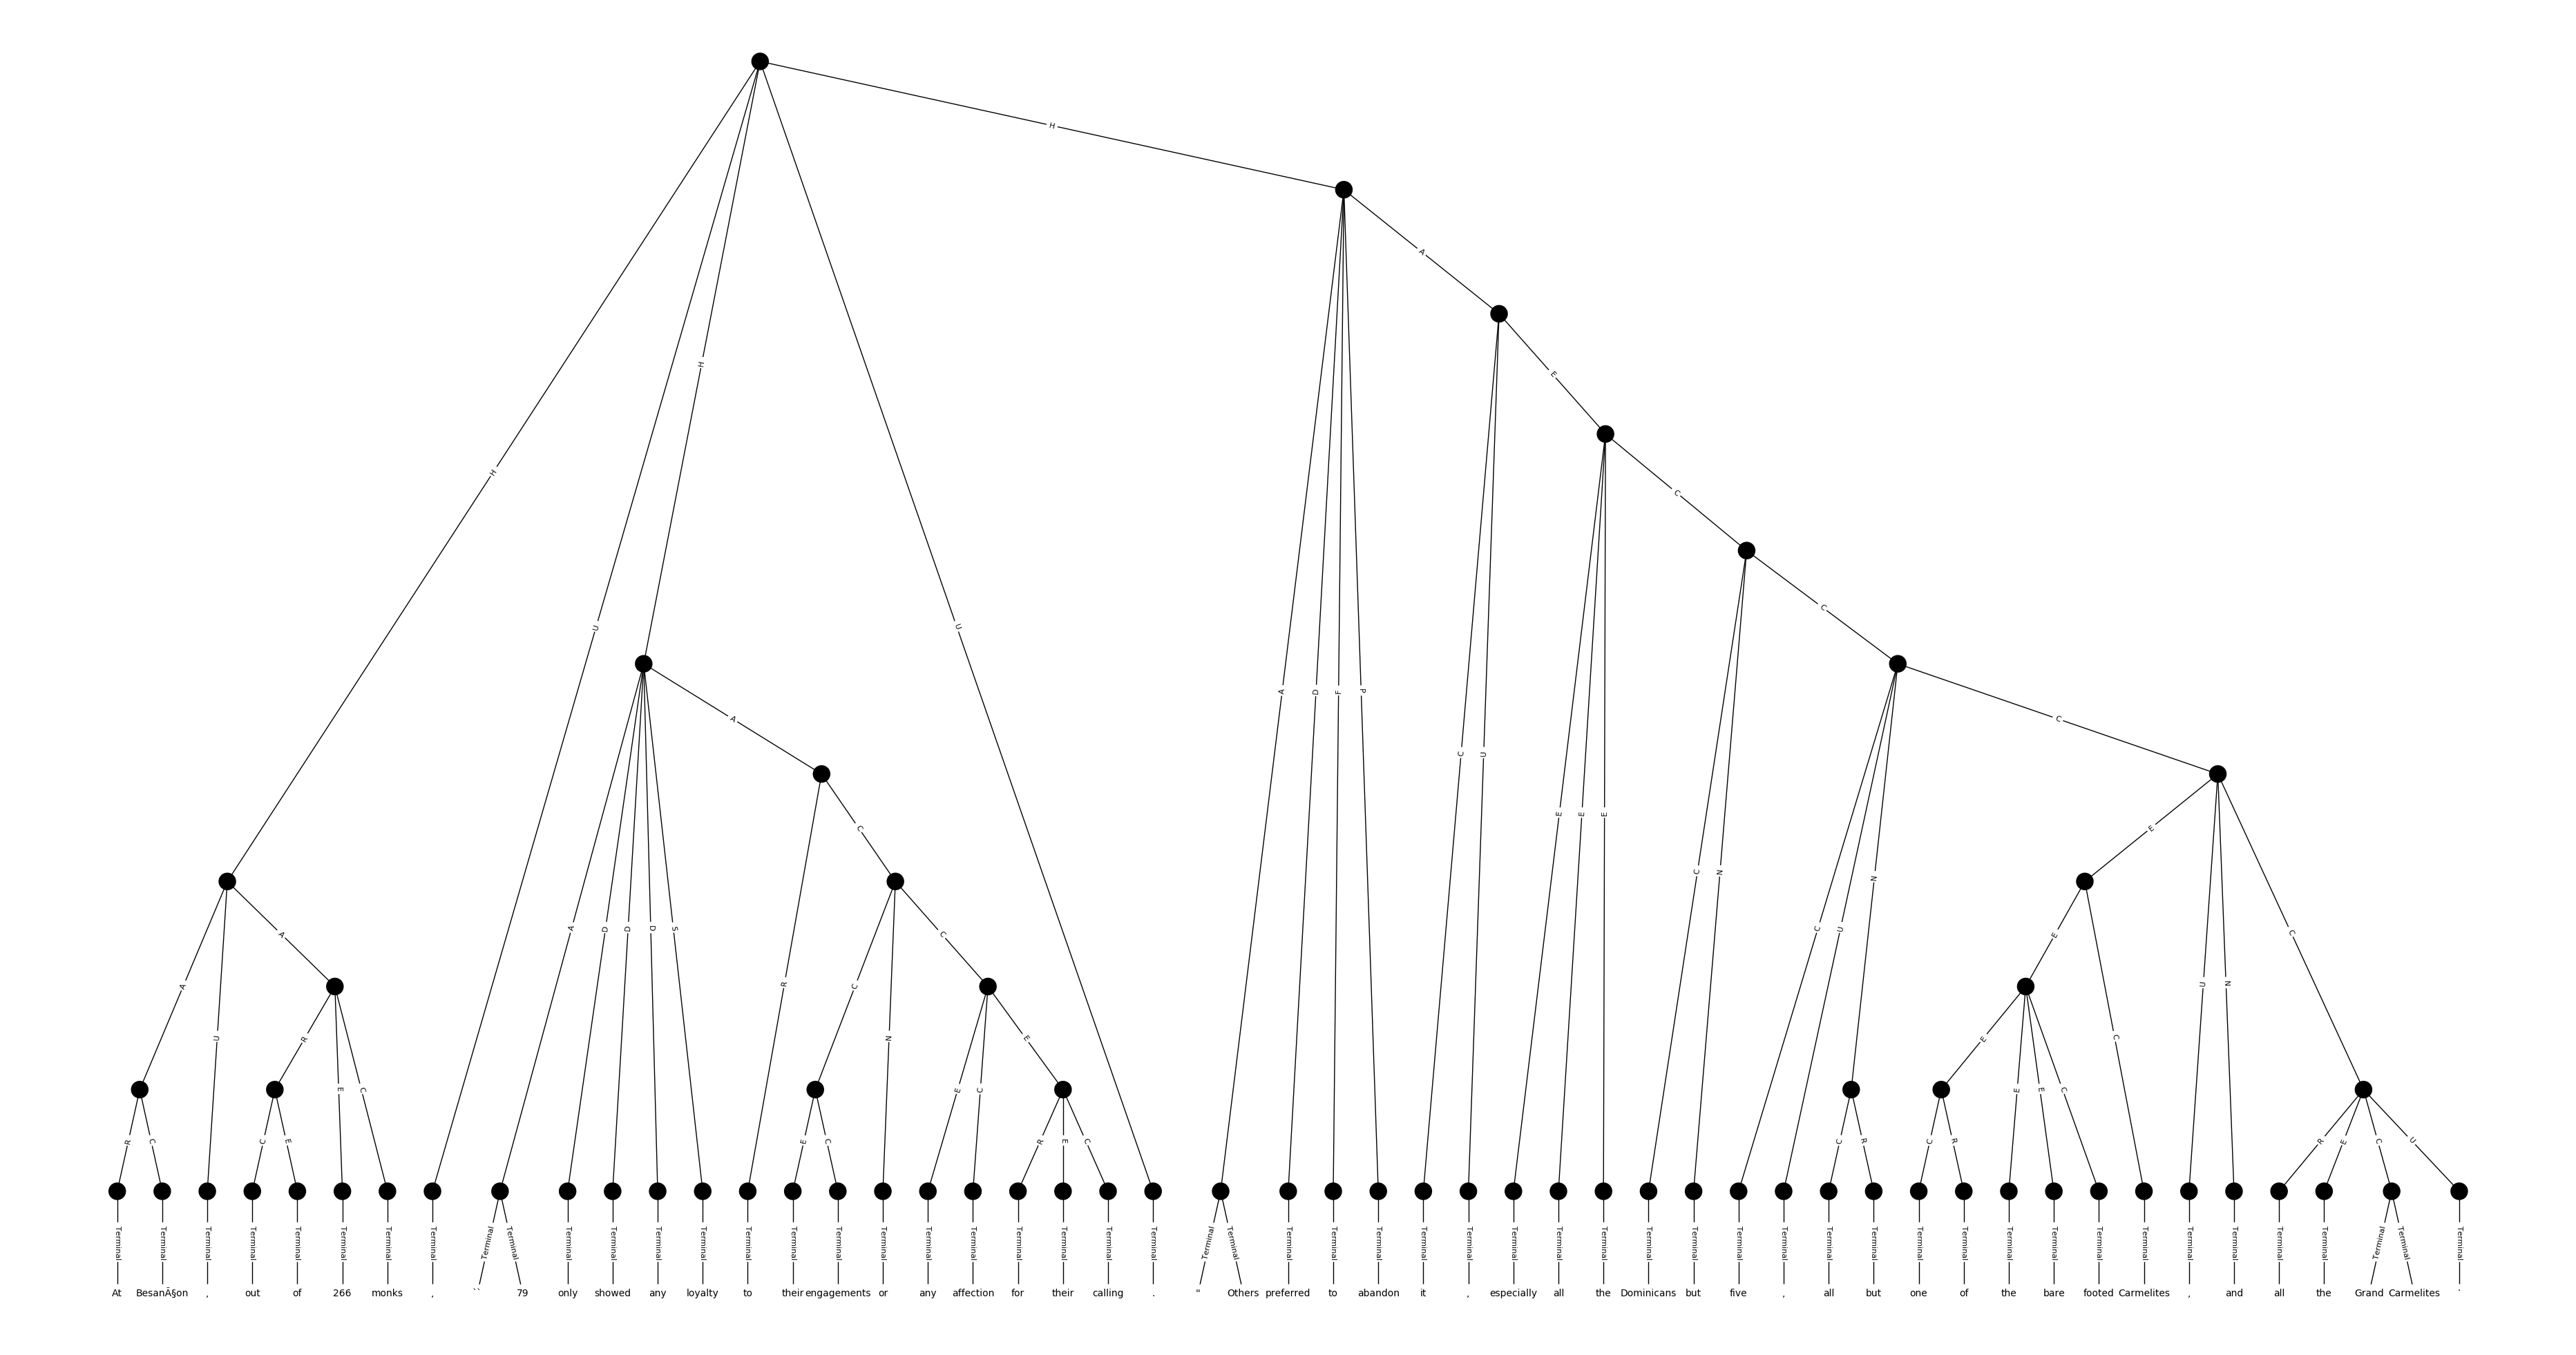 H
A
H
A
E
H
C
U
U
C
C
A
A D F P
C U
E E E
C
E
C N
N
A D D D S
C U
A
C
E
C
R
C
N
U N
A
U
R
E
E
C
E C
E
E E C
E C
R
C
C E
E
C
R E C
C R
C R
R E C U
Terminal Terminal Terminal Terminal Terminal Terminal Terminal Terminal Terminal Terminal Terminal Terminal Terminal Terminal Terminal Terminal Terminal Terminal Terminal Terminal Terminal Terminal Terminal Terminal Terminal Terminal Terminal Terminal Terminal Terminal Terminal Terminal Terminal Terminal Terminal Terminal Terminal Terminal Terminal Terminal Terminal Terminal Terminal Terminal Terminal Terminal Terminal Terminal Terminal Terminal Terminal Terminal Terminal Terminal
At BesanÃ§on , out of 266 monks , `` 79 only showed any loyalty to their engagements or any affection for their calling . " Others preferred to abandon it , especially all the Dominicans but five , all but one of the bare footed Carmelites , and all the Grand Carmelites .